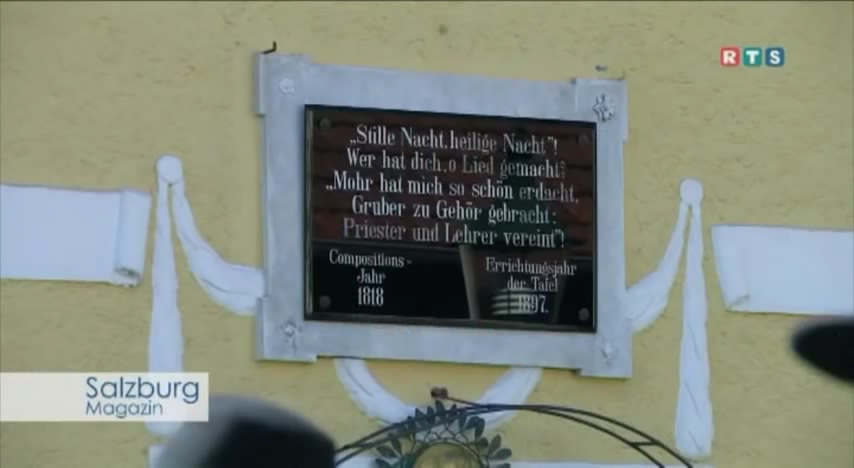 RTS
„Stille Nacht, heilige Nacht"!
Wer hat dich, o Lied gemacht?
„Mohr hat mich so schön erdacht,
Gruber zu Gehör gebracht:
Priester und Lehrer vereint"!
Compositions-
Jahr
1818
Errichtungsjahr
der Tafel
1897.
Salzburg
Magazin